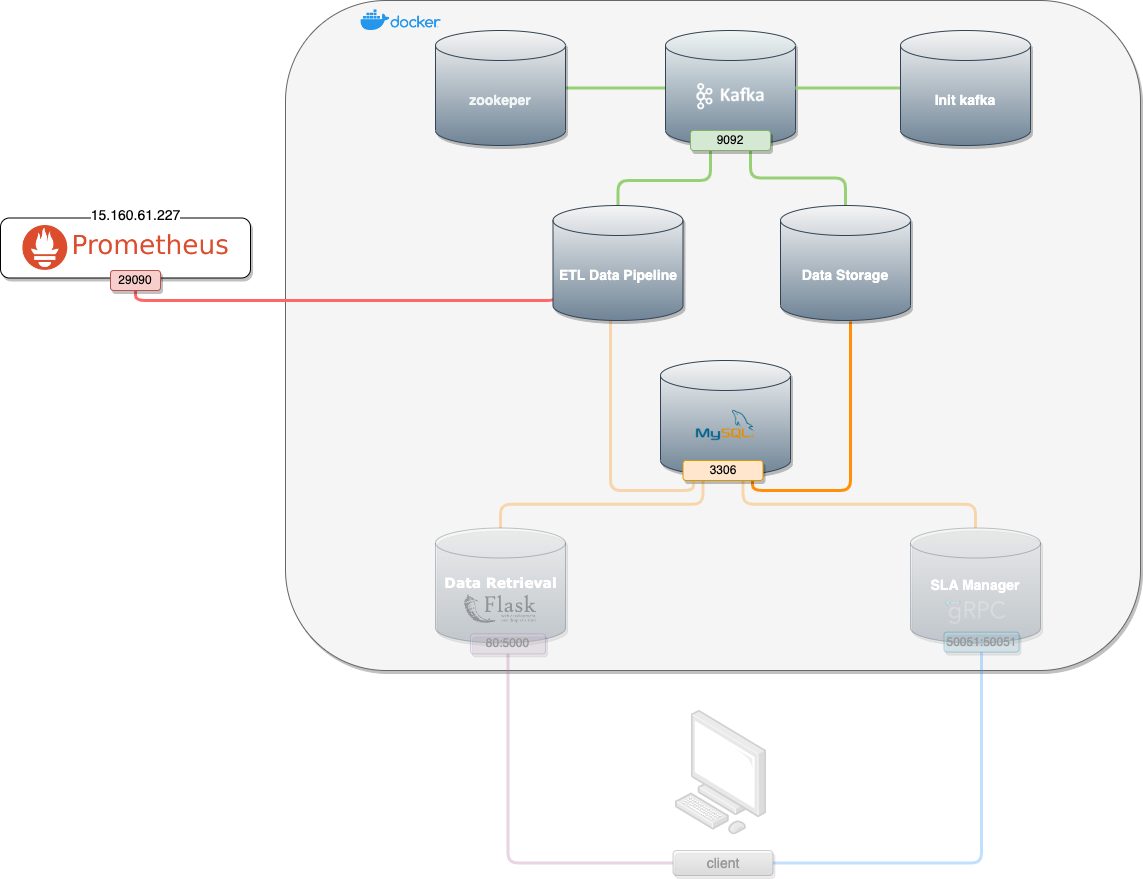 docker
zookeper
Kafka
Init kafka
9092
15.160.61.227
Prometheus
29090
ETL Data Pipeline
Data Storage
MySQL
3306
Data Retrieval
Flask
80:5000
SLA Manager
gRPC
50051:50051
client